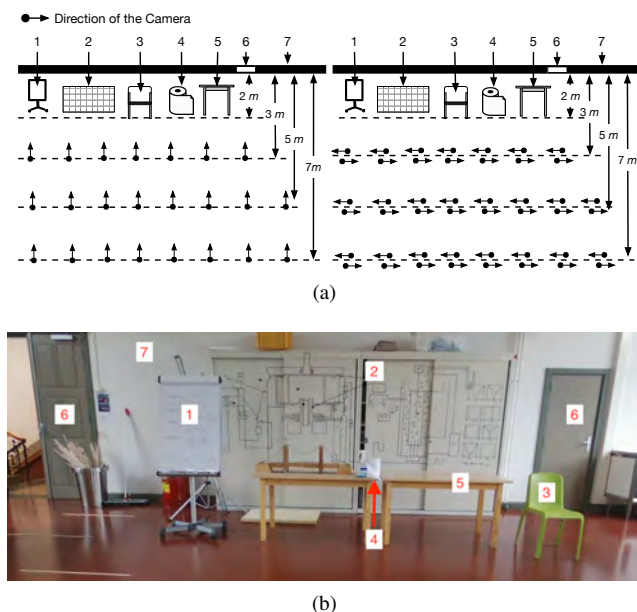 Direction of the Camera
1 2 3 4 5 6 7 1 2 3 4 5 6 7
2 m 2 m
3 m 3 m
5 m 5 m
7m 7 m
(a)
7
6 1 2 6
5 3
4
(b)